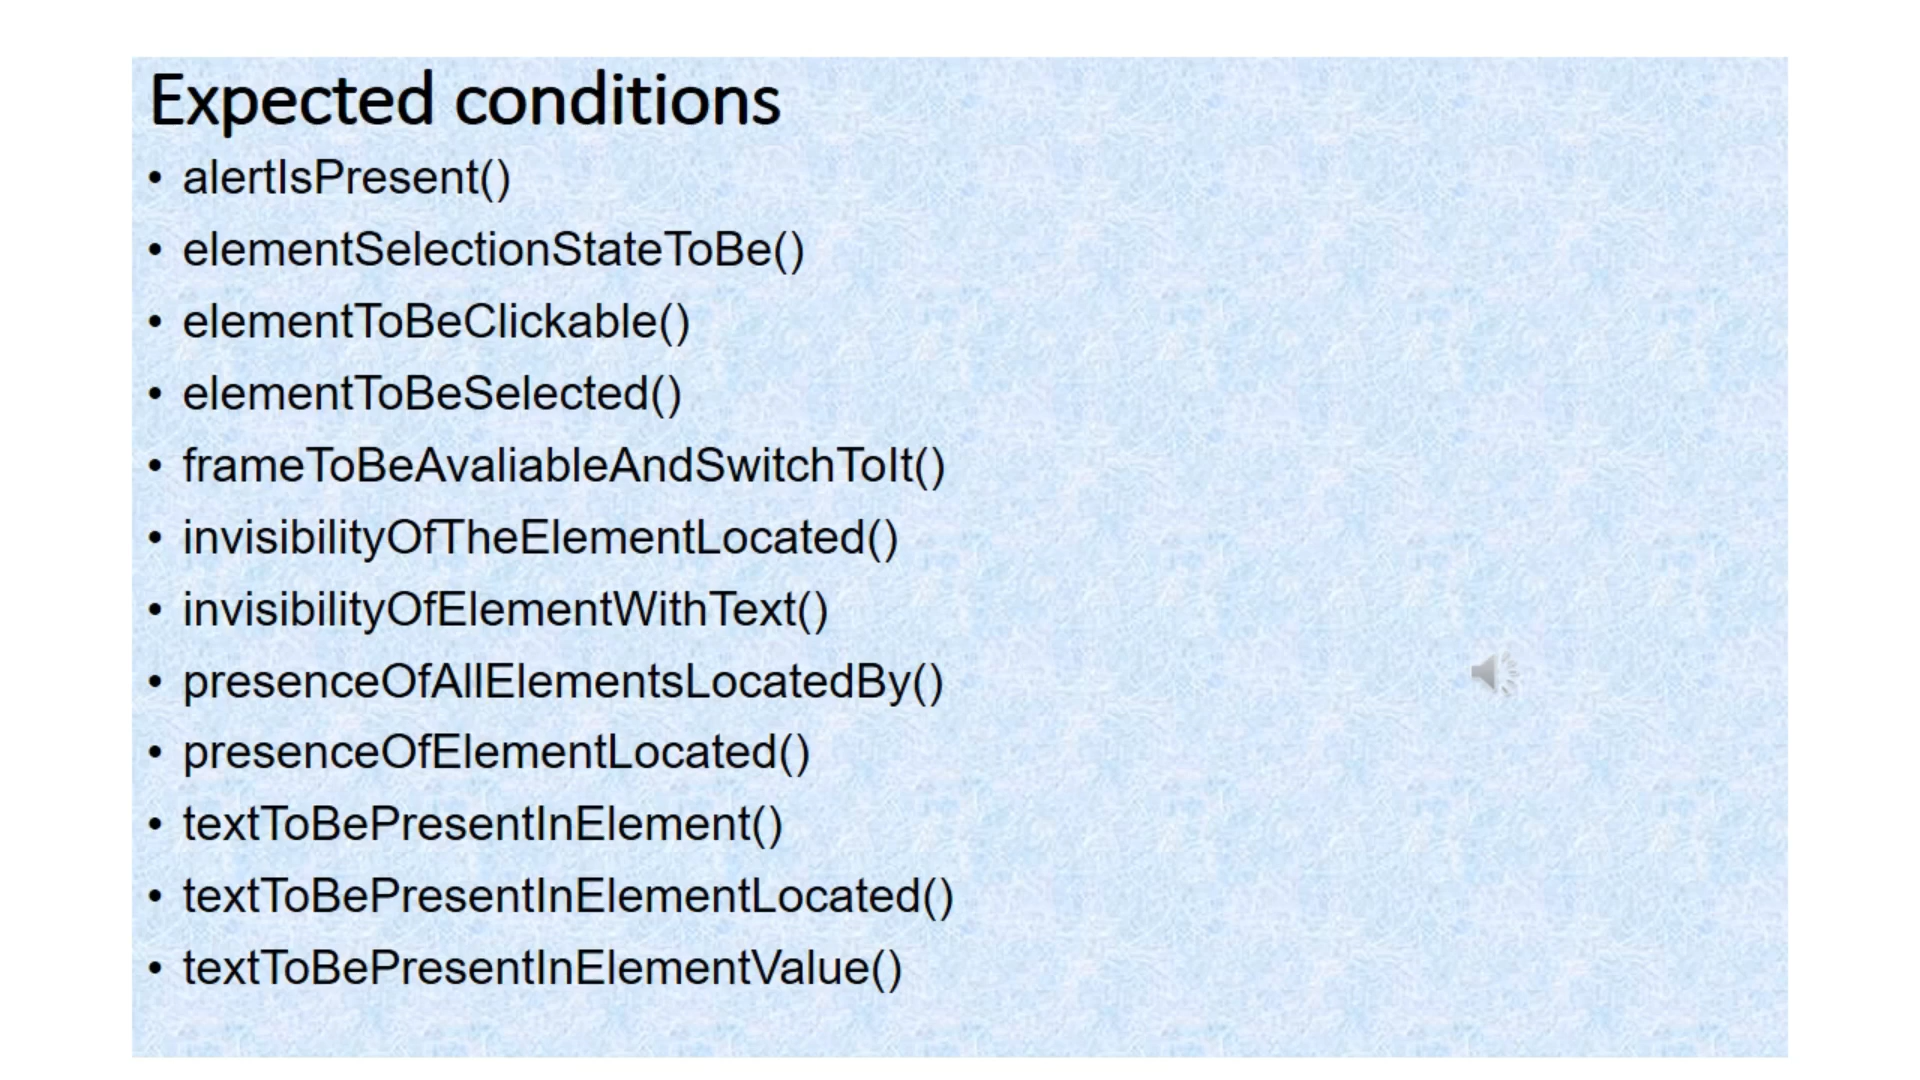 Expected conditions
• alertIsPresent()
• elementSelectionStateToBe()
• elementToBeClickable()
• elementToBeSelected()
• frameToBeAvaliableAndSwitchToIt()
• invisibilityOfTheElementLocated()
• invisibilityOfElementWithText()
• presenceOfAllElementsLocatedBy()
• presenceOfElementLocated()
• textToBePresentInElement()
• textToBePresentInElementLocated()
• textToBePresentInElementValue()